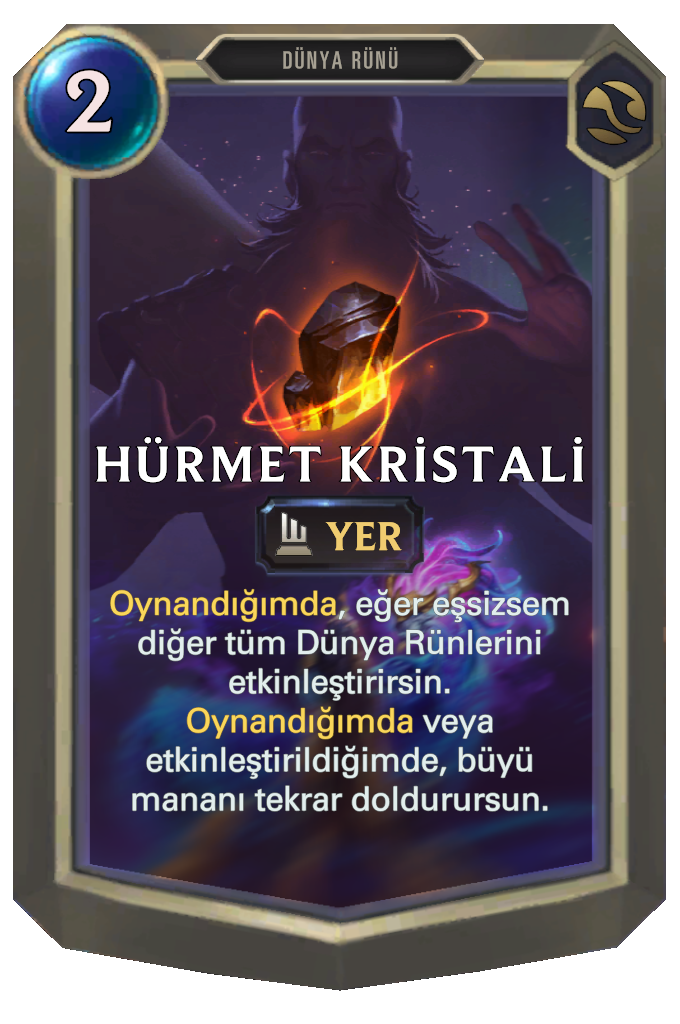 DÜNYA RÜNÜ
2
HÜRMET KRİSTALİ
YER
Oynandığımda, eğer eşsizsem
diğer tüm Dünya Rünlerini
etkinleştirirsin.
Oynandığımda veya
etkinleştirildiğimde, büyü
mananı tekrar doldurursun.